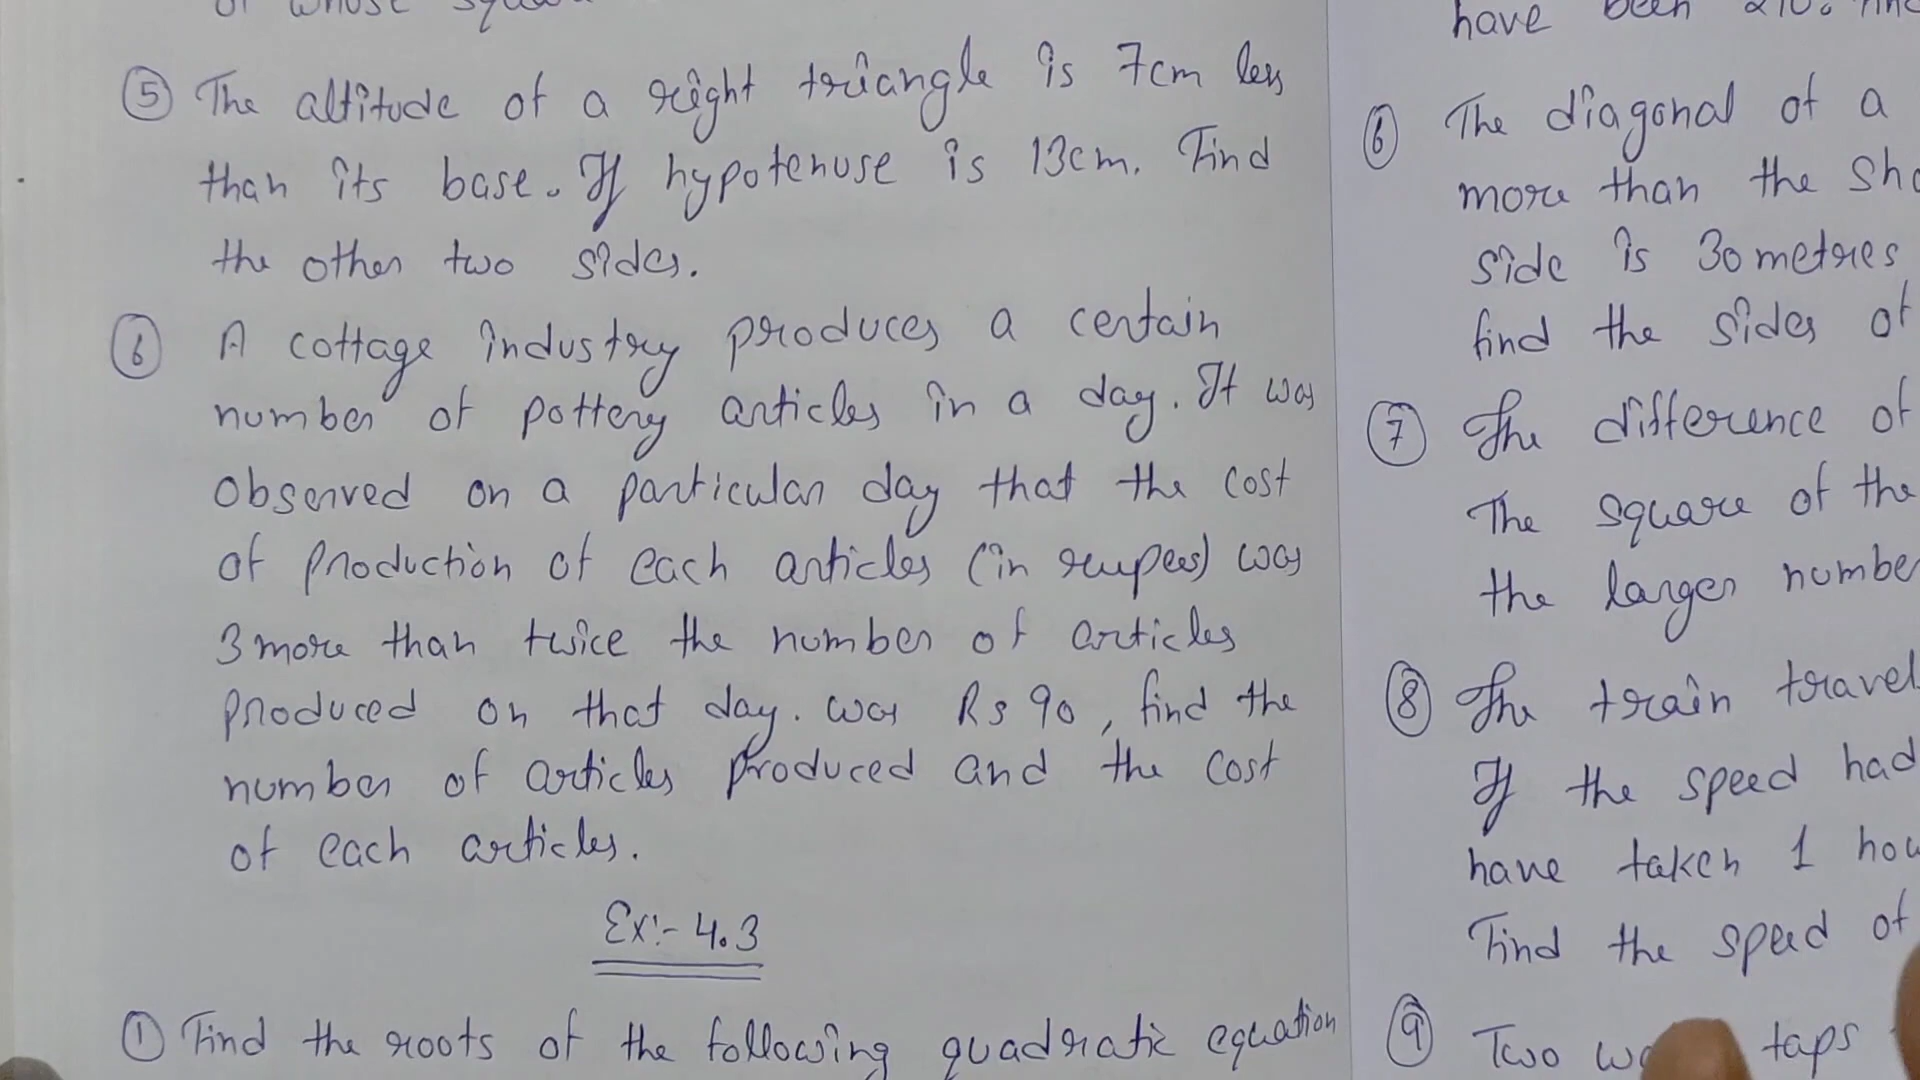 of whose
⑤ The altitude of a right triangle is 7cm less
than its base. If hypotenuse is 13cm. Find
the other two sides.
⑥ A cottage industry produces a certain
number of pottery articles in a day. It was
observed on a particular day that the cost
of production of each articles (in rupees) was
3 more than twice the number of articles
produced on that day. was Rs 90, find the
number of articles produced and the cost
of each articles.
Ex:- 4.3
① Find the roots of the following quadratic equation
have been 210.
⑥ The diagonal of a
more than the
side is 30 metres
find the sides of
⑦ The difference of
The square of the
the larger number
⑧ The train travel
If the speed had
have taken 1
Find the speed of
⑨ Two taps